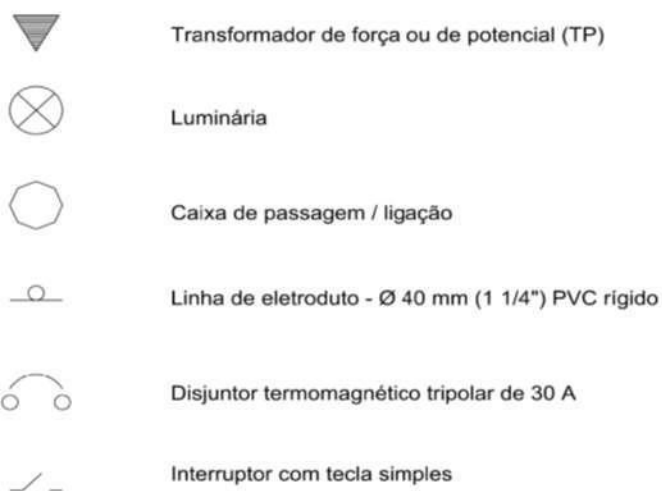 Transformador de força ou de potencial (TP)
Luminária
Caixa de passagem / ligação
Linha de eletroduto - Ø 40 mm (1 1/4") PVC rígido
Disjuntor termomagnético tripolar de 30 A
Interruptor com tecla simples